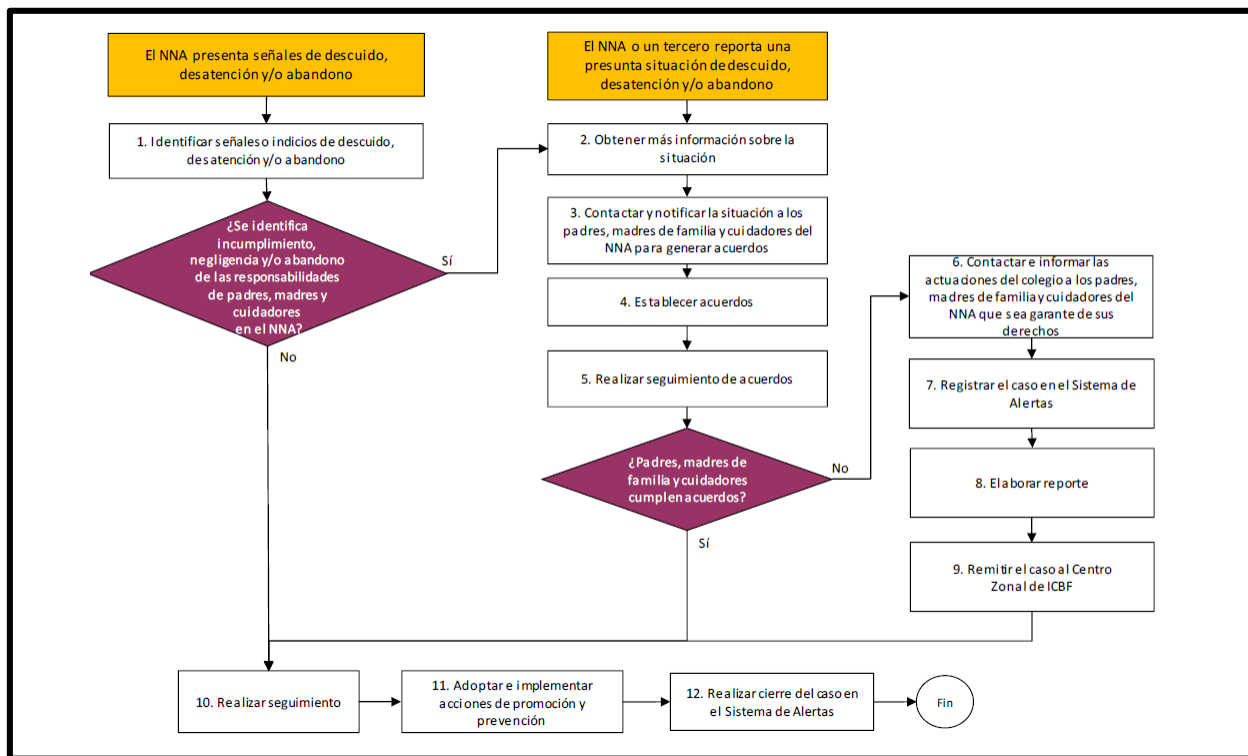 El NNA presenta señales de descuido,
desatención y/o abandono
El NNA o un tercero reporta una
presunta situación de descuido,
desatención y/o abandono
1. Identificar señales o indicios de descuido,
desatención y/o abandono
2. Obtener más información sobre la
situación
¿Se identifica
incumplimiento,
negligencia y/o abandono
de las responsabilidades
de padres, madres y
cuidadores
en el NNA?
Sí
No
3. Contactar y notificar la situación a los
padres, madres de familia y cuidadores del
NNA para generar acuerdos
4. Establecer acuerdos
5. Realizar seguimiento de acuerdos
¿Padres, madres de
familia y cuidadores
cumplen acuerdos?
No
Sí
6. Contactar e informar las
actuaciones del colegio a los padres,
madres de familia y cuidadores del
NNA que sea garante de sus
derechos
7. Registrar el caso en el Sistema de
Alertas
8. Elaborar reporte
9. Remitir el caso al Centro
Zonal de ICBF
10. Realizar seguimiento
11. Adoptar e implementar
acciones de promoción y
prevención
12. Realizar cierre del caso en
el Sistema de Alertas
Fin